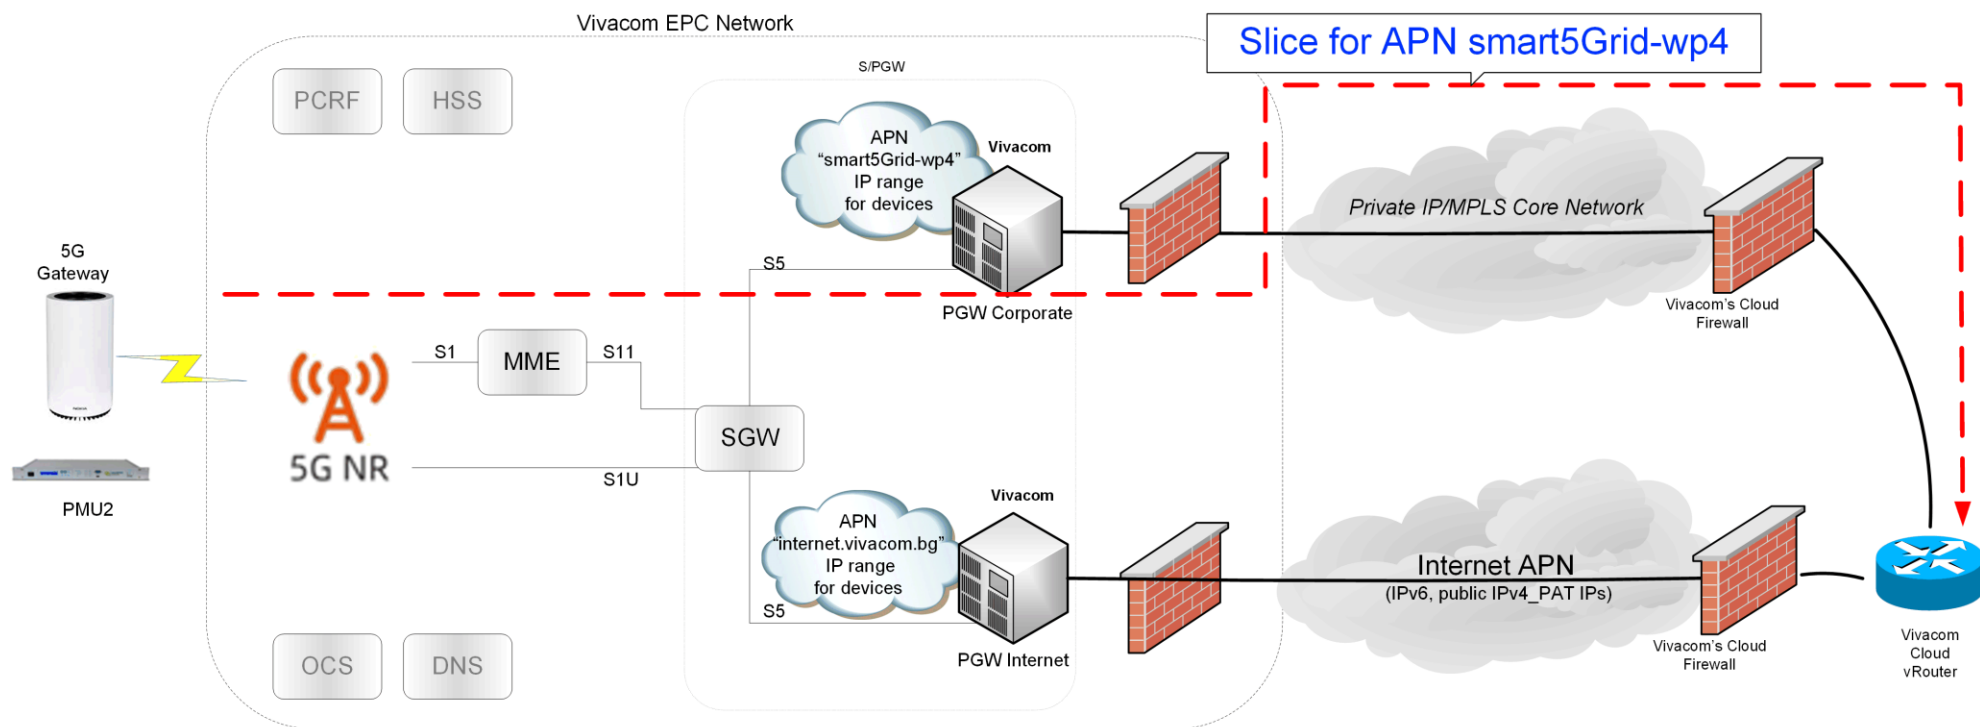 Vivacom EPC Network
Slice for APN smart5Grid-wp4
S/PGW
PCRF
HSS
APN
“smart5Grid-wp4”
IP range
for devices
Vivacom
Private IP/MPLS Core Network
5G
Gateway
S5
PGW Corporate
Vivacom’s Cloud
Firewall
S1
MME
S11
SGW
5G NR
S1U
PMU2
Vivacom
APN
“internet.vivacom.bg”
IP range
for devices
Internet APN
(IPv6, public IPv4_PAT IPs)
S5
OCS
DNS
PGW Internet
Vivacom’s Cloud
Firewall
Vivacom
Cloud
vRouter